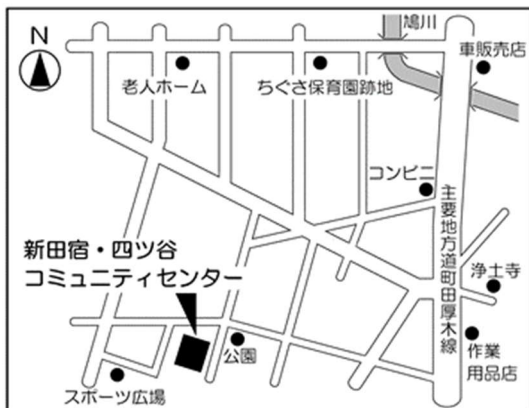 鳩川
N
車販売店
老人ホーム
ちぐさ保育園跡地
コンビニ
主要地方道町田厚木線
新田宿・四ツ谷
コミュニティセンター
浄土寺
公園
作業
用品店
スポーツ広場